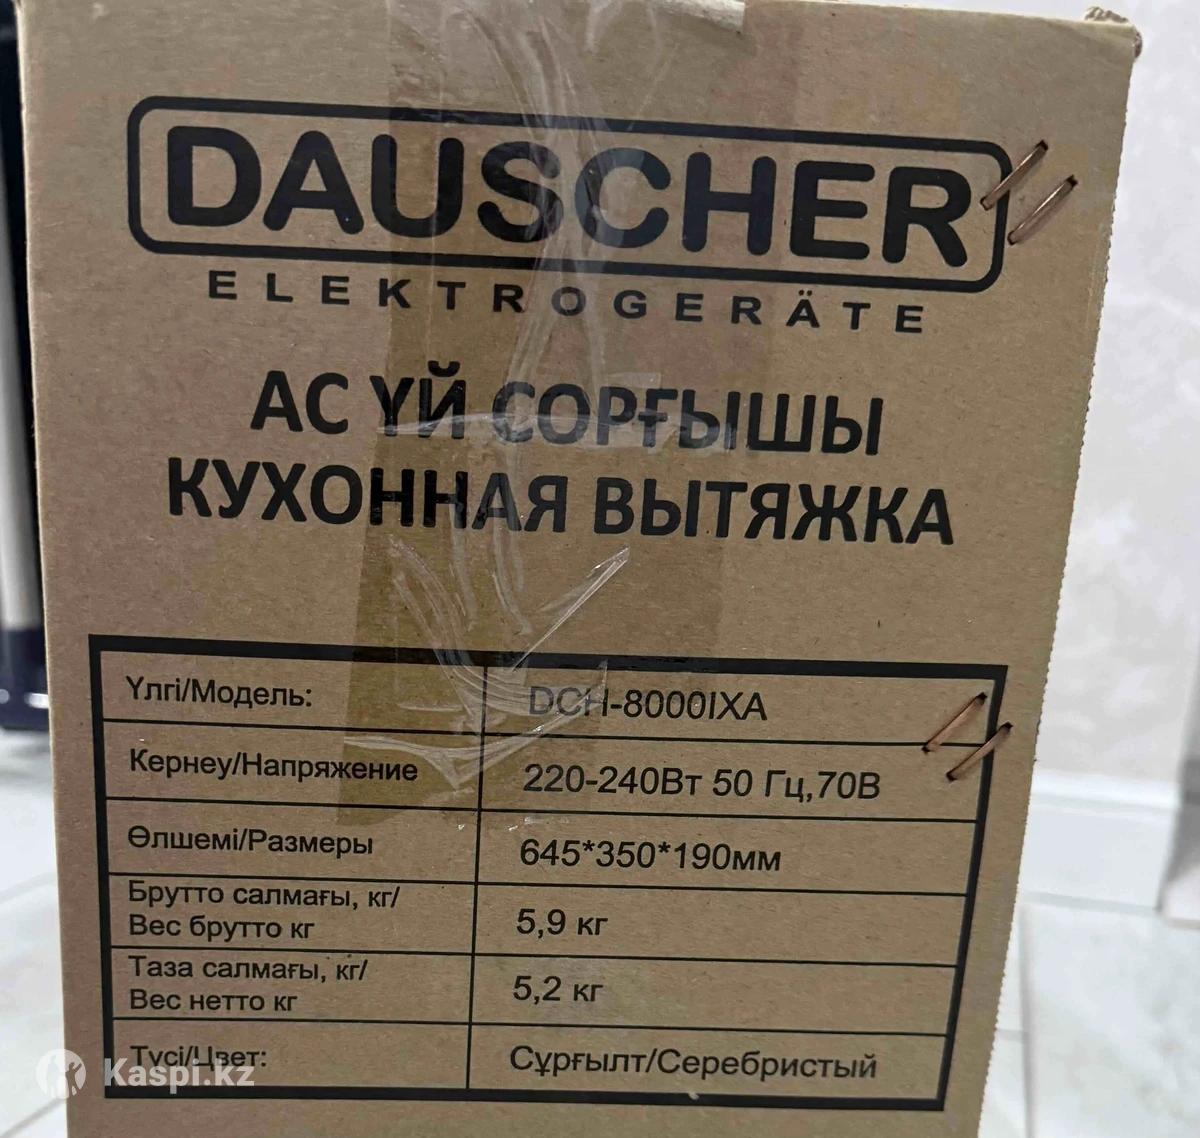 DAUSCHER
ELEKTROGERÄTE
АС ҮЙ СОРҒЫШЫ
КУХОННАЯ ВЫТЯЖКА
Үлгі/Модель: DCH-8000IXA
Кернеу/Напряжение 220-240Вт 50 Гц,70В
Өлшемі/Размеры 645*350*190мм
Брутто салмағы, кг/
Вес брутто кг 5,9 кг
Таза салмағы, кг/
Вес нетто кг 5,2 кг
Түсі/Цвет: Сұрғылт/Серебристый
Kaspi.kz